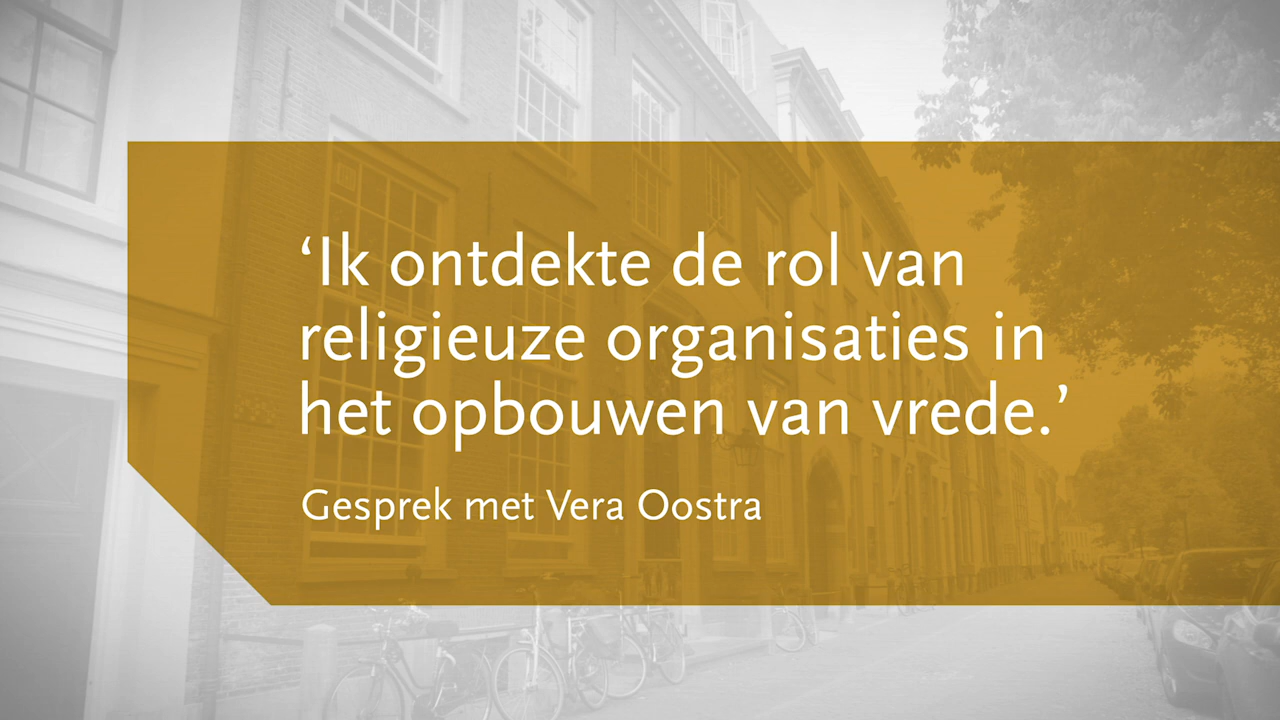 ‘Ik ontdekte de rol van
religieuze organisaties in
het opbouwen van vrede.’
Gesprek met Vera Oostra